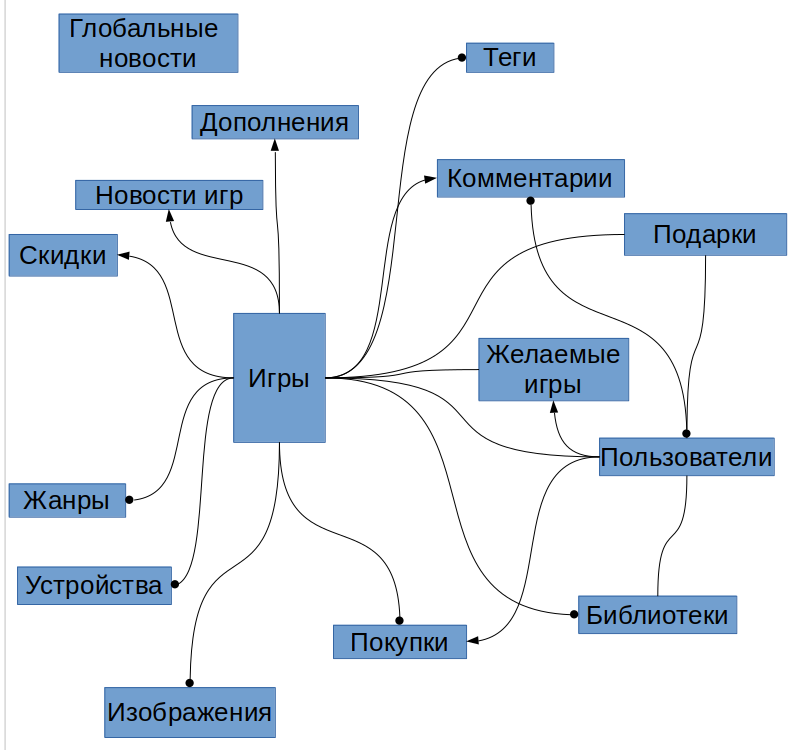 Глобальные
новости
Теги
Дополнения
Комментарии
Новости игр
Подарки
Скидки
Желаемые
игры
Игры
Пользователи
Жанры
Устройства
Библиотеки
Покупки
Изображения